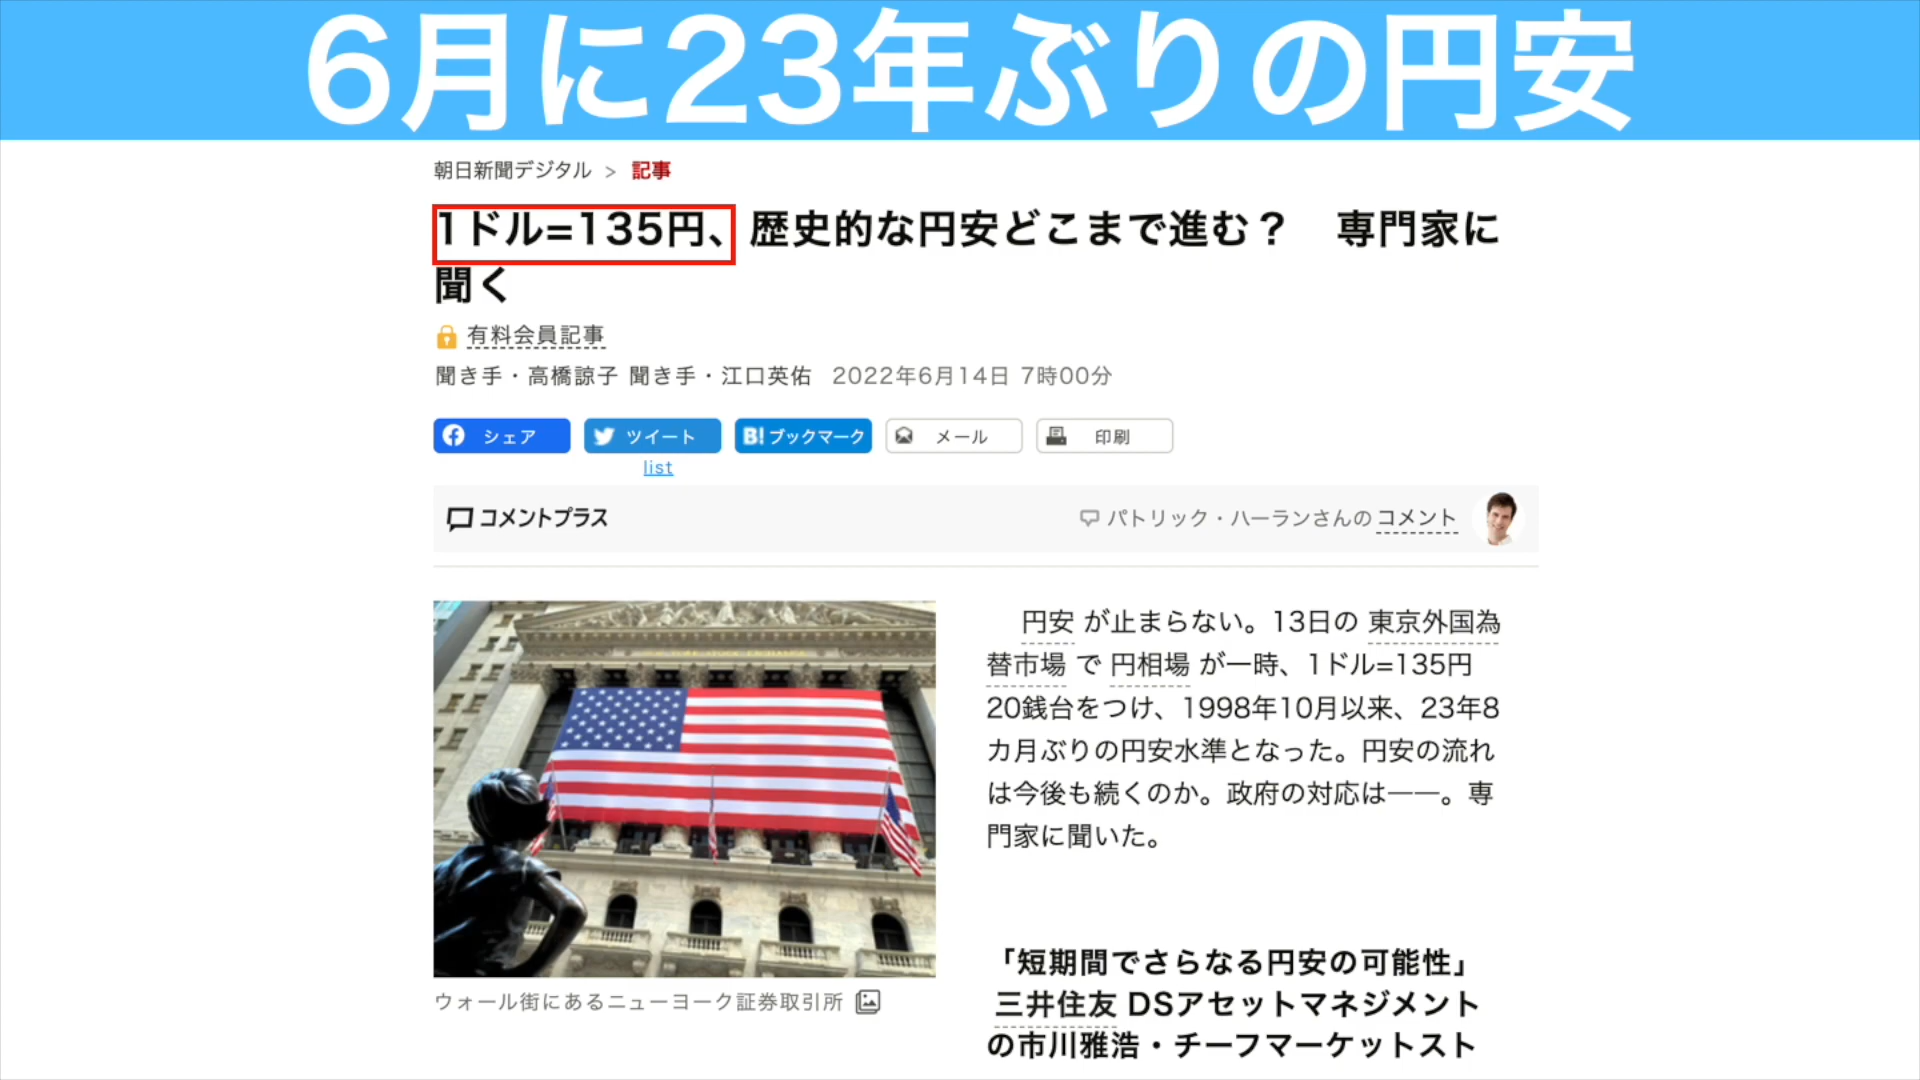 6月に23年ぶりの円安
朝日新聞デジタル > 記事
1ドル=135円、歴史的な円安どこまで進む？　専門家に
聞く
有料会員記事
聞き手・高橋諒子 聞き手・江口英佑 2022年6月14日 7時00分
シェア ツイート B! ブックマーク メール 印刷
list
コメントプラス パトリック・ハーランさんの コメント
円安 が止まらない。13日の 東京外国為
替市場 で 円相場 が一時、1ドル=135円
20銭台をつけ、1998年10月以来、23年8
カ月ぶりの円安水準となった。円安の流れ
は今後も続くのか。政府の対応は――。専
門家に聞いた。
「短期間でさらなる円安の可能性」
三井住友 DSアセットマネジメント
の市川雅浩・チーフマーケットスト
ウォール街にあるニューヨーク証券取引所